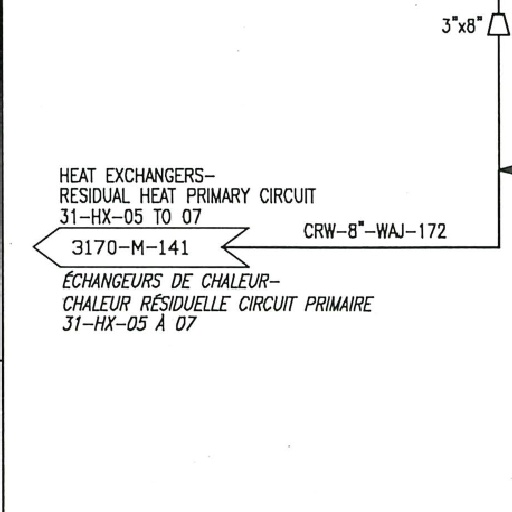 3"x8"
HEAT EXCHANGERS-
RESIDUAL HEAT PRIMARY CIRCUIT
31-HX-05 TO 07
CRW-8"-WAJ-172
3170-M-141
ÉCHANGEURS DE CHALEUR-
CHALEUR RÉSIDUELLE CIRCUIT PRIMAIRE
31-HX-05 À 07